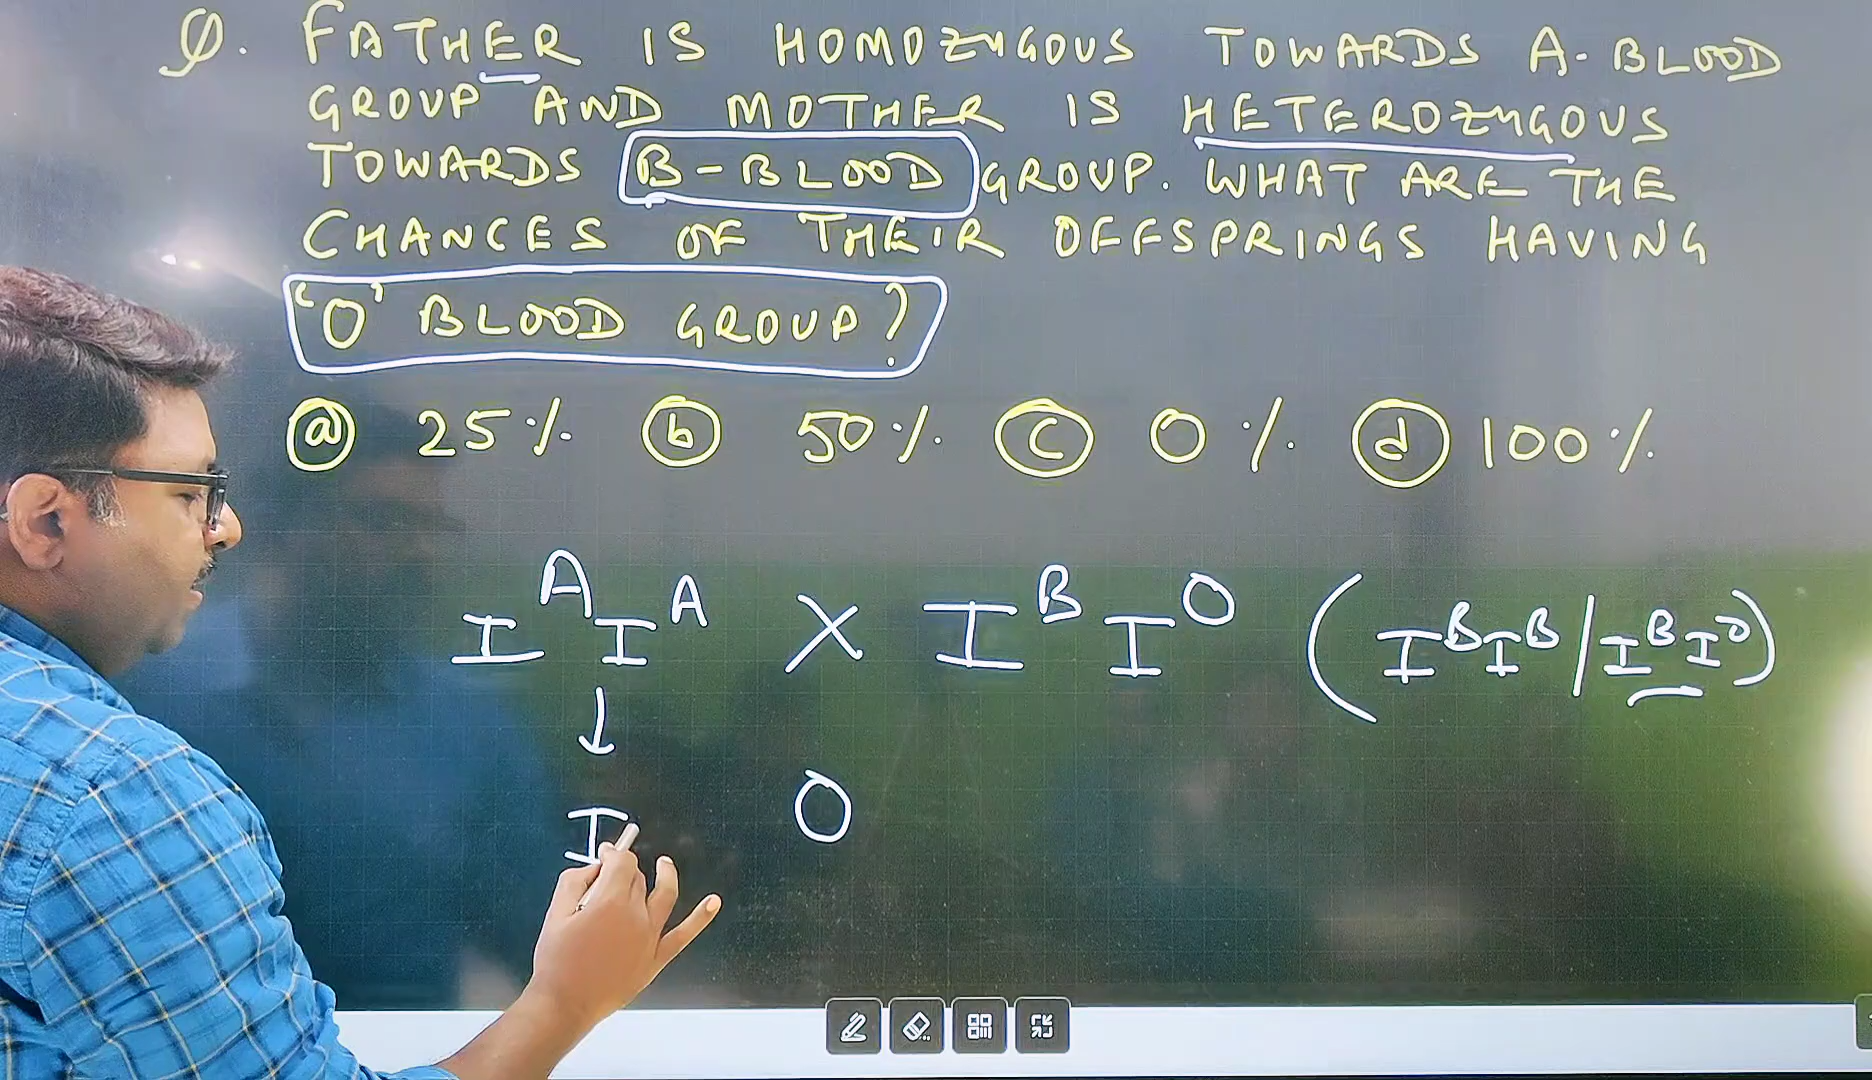 Q. FATHER IS HOMOZYGOUS TOWARDS A-BLOOD
GROUP AND MOTHER IS HETEROZYGOUS
TOWARDS B-BLOOD GROUP. WHAT ARE THE
CHANCES OF THEIR OFFSPRINGS HAVING
'O' BLOOD GROUP?
(a) 25% (b) 50% (c) 0% (d) 100%
I^A I^A X I^B I^O (I^B I^B / I^B I^O)
↓
I O